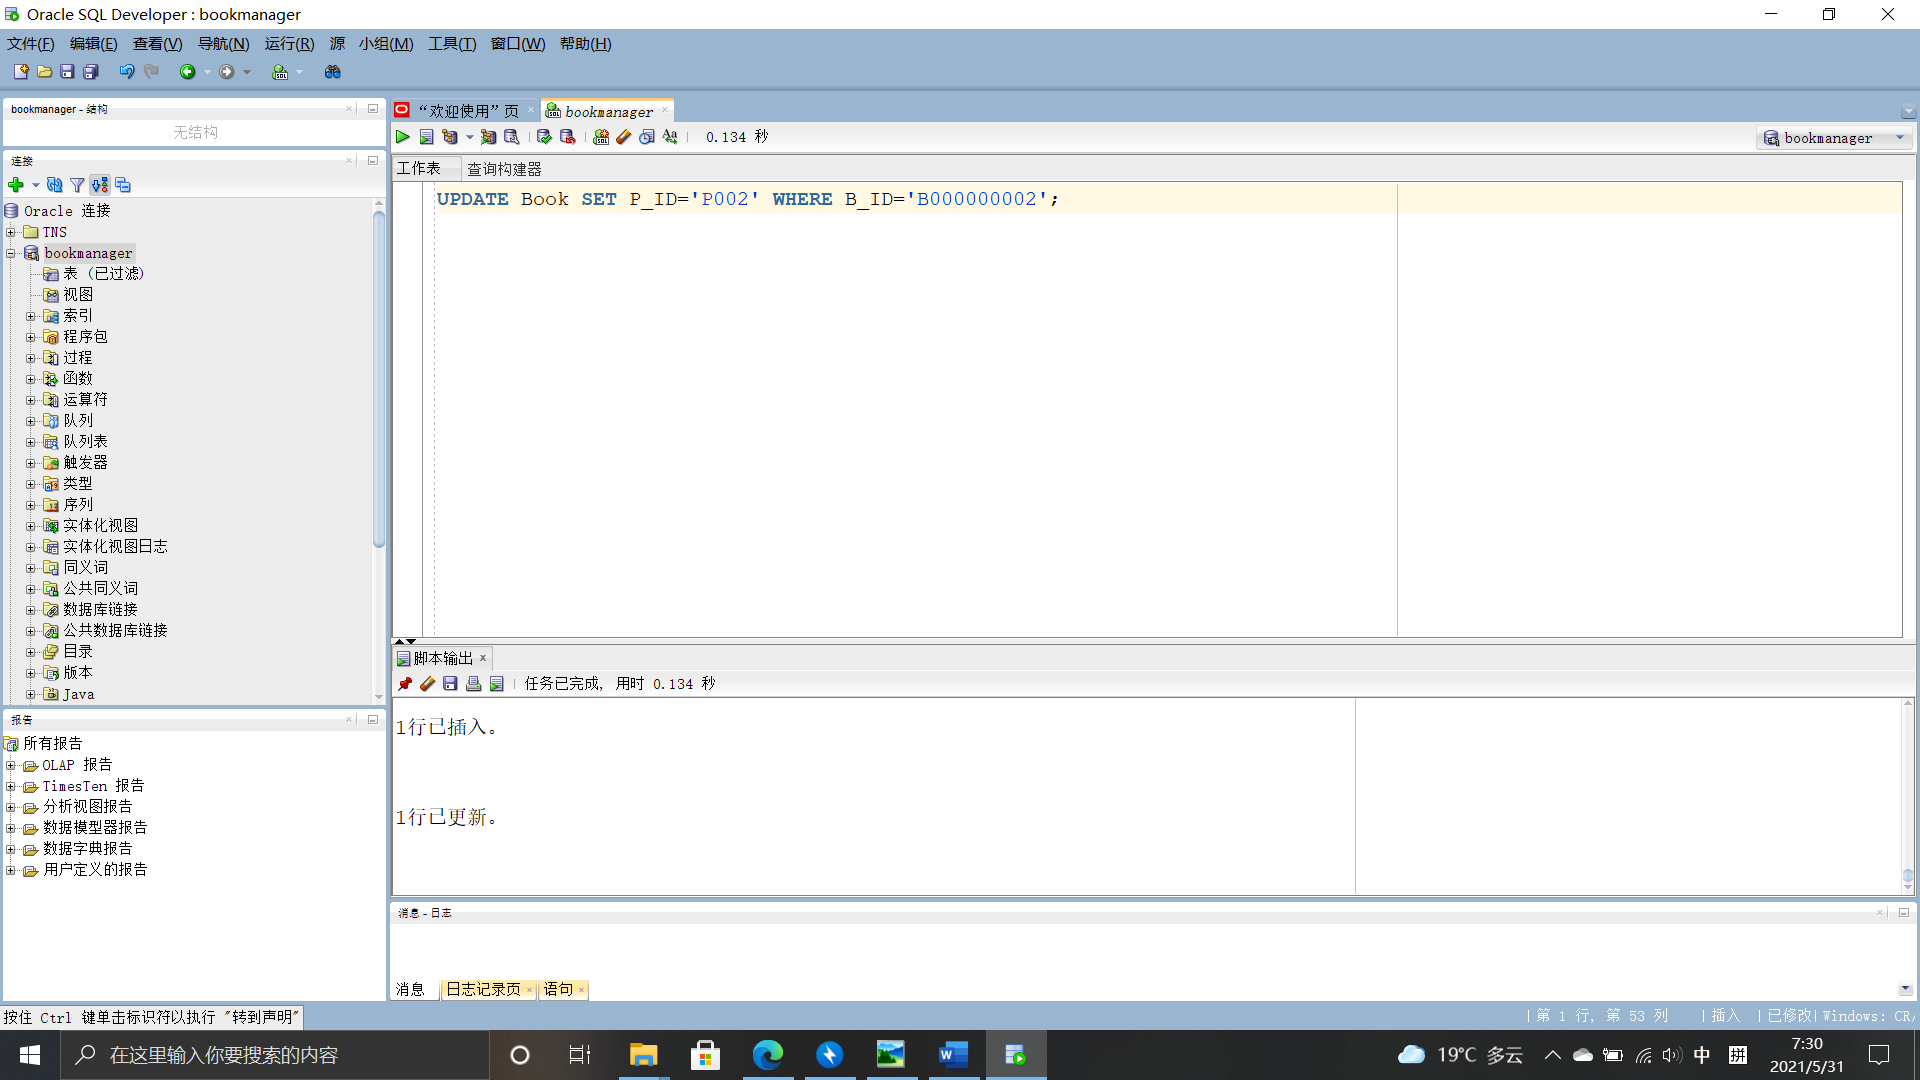 Oracle SQL Developer : bookmanager
文件(F) 编辑(E) 查看(V) 导航(N) 运行(R) 源 小组(M) 工具(T) 窗口(W) 帮助(H)
bookmanager - 结构
无结构
连接
Oracle 连接
TNS
bookmanager
表 (已过滤)
视图
索引
程序包
过程
函数
运算符
队列
队列表
触发器
类型
序列
实体化视图
实体化视图日志
同义词
公共同义词
数据库链接
公共数据库链接
目录
版本
Java
报告
所有报告
OLAP 报告
TimesTen 报告
分析视图报告
数据模型器报告
数据字典报告
用户定义的报告
“欢迎使用”页
bookmanager
0.134 秒
bookmanager
工作表 查询构建器
UPDATE Book SET P_ID='P002' WHERE B_ID='B000000002';
脚本输出
任务已完成, 用时 0.134 秒
1行已插入。
1行已更新。
消息 - 日志
消息 日志记录页 语句
按住 Ctrl 键单击标识符以执行 "转到声明"
第 1 行, 第 53 列 | 插入 | 已修改 | Windows: CR/
在这里输入你要搜索的内容
19°C 多云
中
拼
7:30
2021/5/31